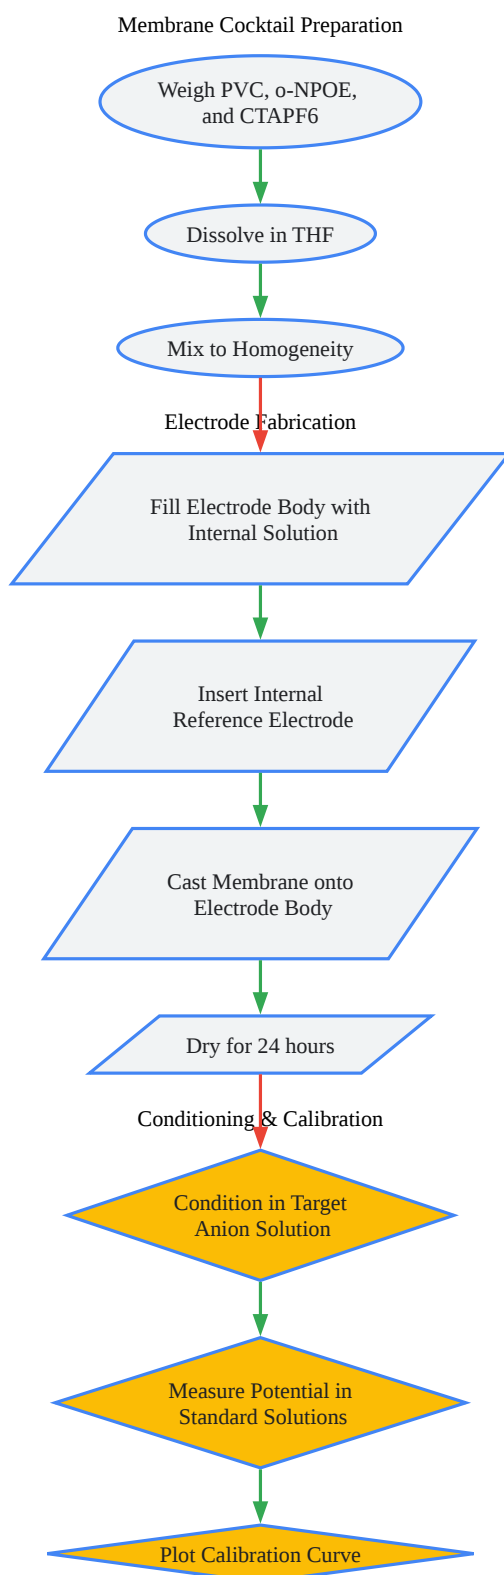 Membrane Cocktail Preparation
Weigh PVC, o-NPOE,
and CTAPF6
Dissolve in THF
Mix to Homogeneity
Electrode Fabrication
Fill Electrode Body with
Internal Solution
Insert Internal
Reference Electrode
Cast Membrane onto
Electrode Body
Dry for 24 hours
Conditioning & Calibration
Condition in Target
Anion Solution
Measure Potential in
Standard Solutions
Plot Calibration Curve